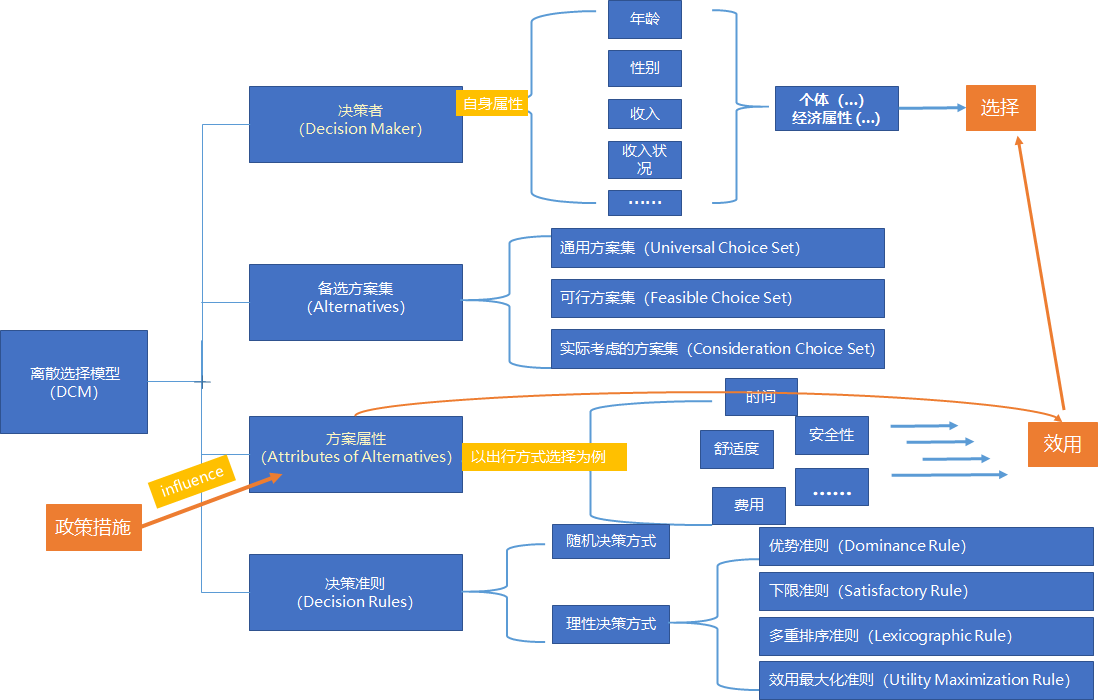 离散选择模型
（DCM）
决策者
（Decision Maker）
自身属性
年龄
性别
收入
收入状
况
……
个体（...）
经济属性 (...)
选择
备选方案集
（Alternatives）
通用方案集（Universal Choice Set）
可行方案集（Feasible Choice Set）
实际考虑的方案集（Consideration Choice Set)
方案属性
（Attributes of Alternatives）
以出行方式选择为例
时间
舒适度
安全性
费用
……
效用
influence
政策措施
决策准则
（Decision Rules）
随机决策方式
理性决策方式
优势准则（Dominance Rule）
下限准则（Satisfactory Rule）
多重排序准则（Lexicographic Rule）
效用最大化准则（Utility Maximization Rule）